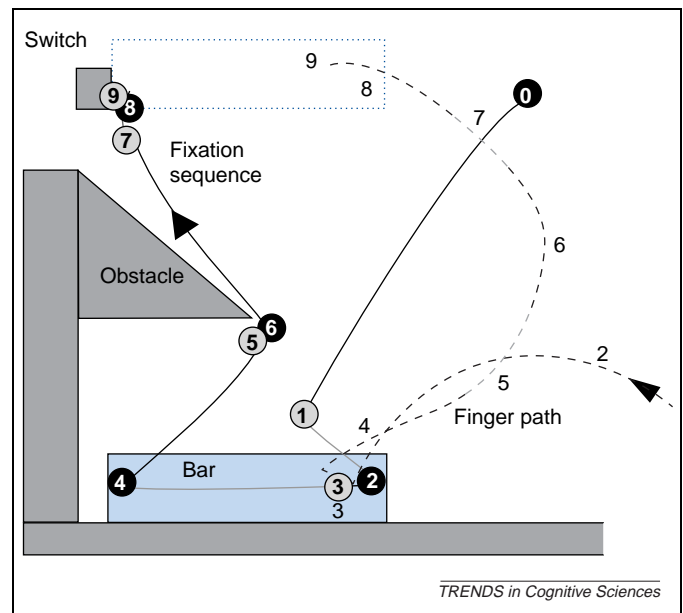 Switch
9
8
0
9
8
7
7
Fixation
sequence
6
Obstacle
6
5
2
5
1
4
Finger path
Bar
4
3
2
3
TRENDS in Cognitive Sciences